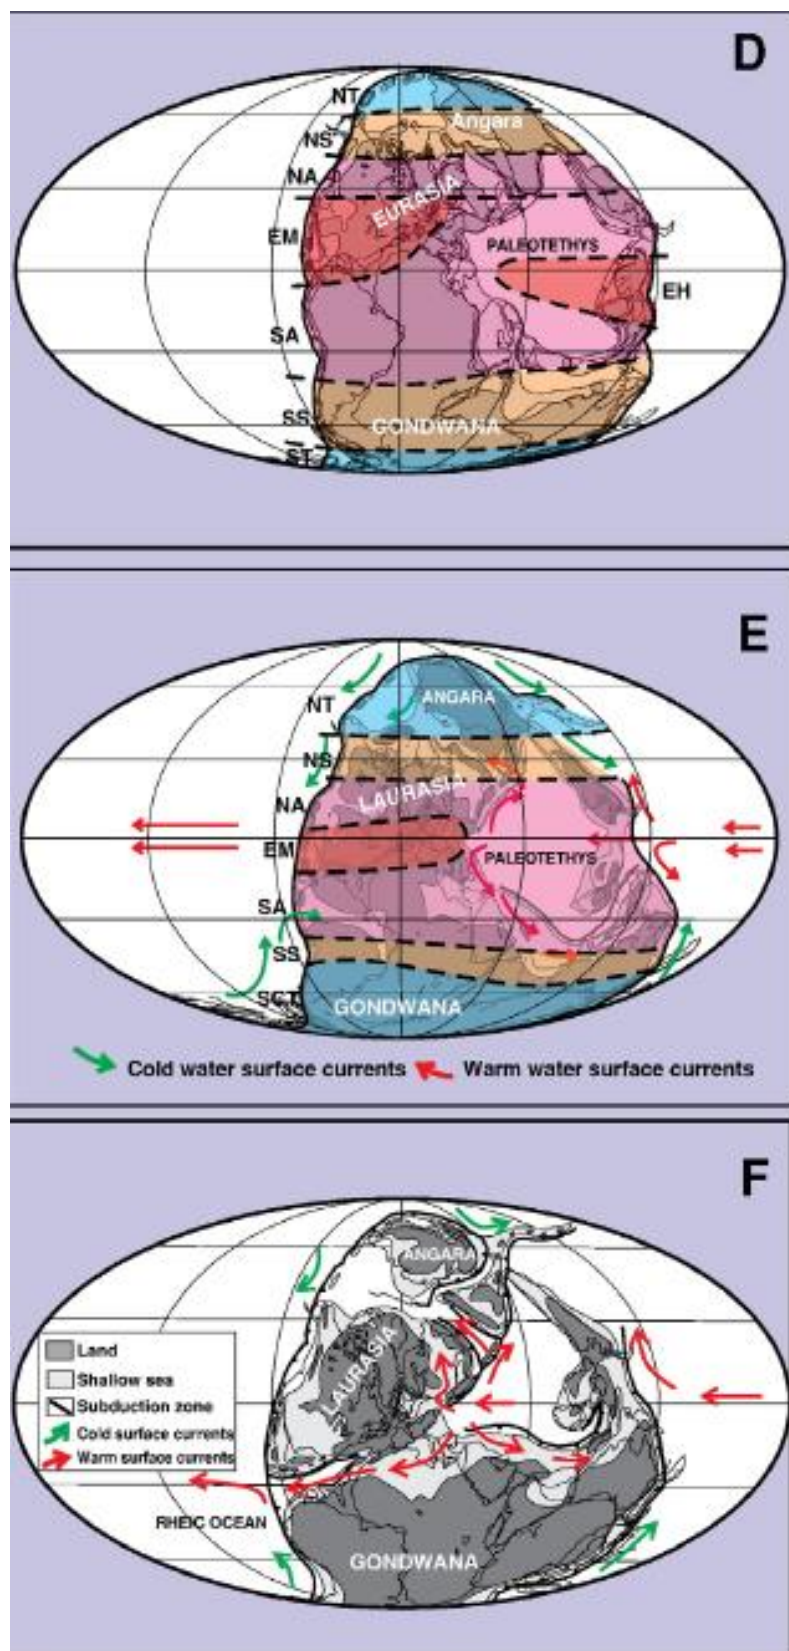 D
NT
Angara
NS
NA
EURASIA
EM
PALEOTETHYS
EH
SA
SS
GONDWANA
ST
E
NT
ANGARA
NS
NA
LAURASIA
EM
PALEOTETHYS
SA
SS
SCT
GONDWANA
Cold water surface currents
Warm water surface currents
F
ANGARA
Land
Shallow sea
Subduction zone
Cold surface currents
Warm surface currents
LAURASIA
RHEIC OCEAN
GONDWANA